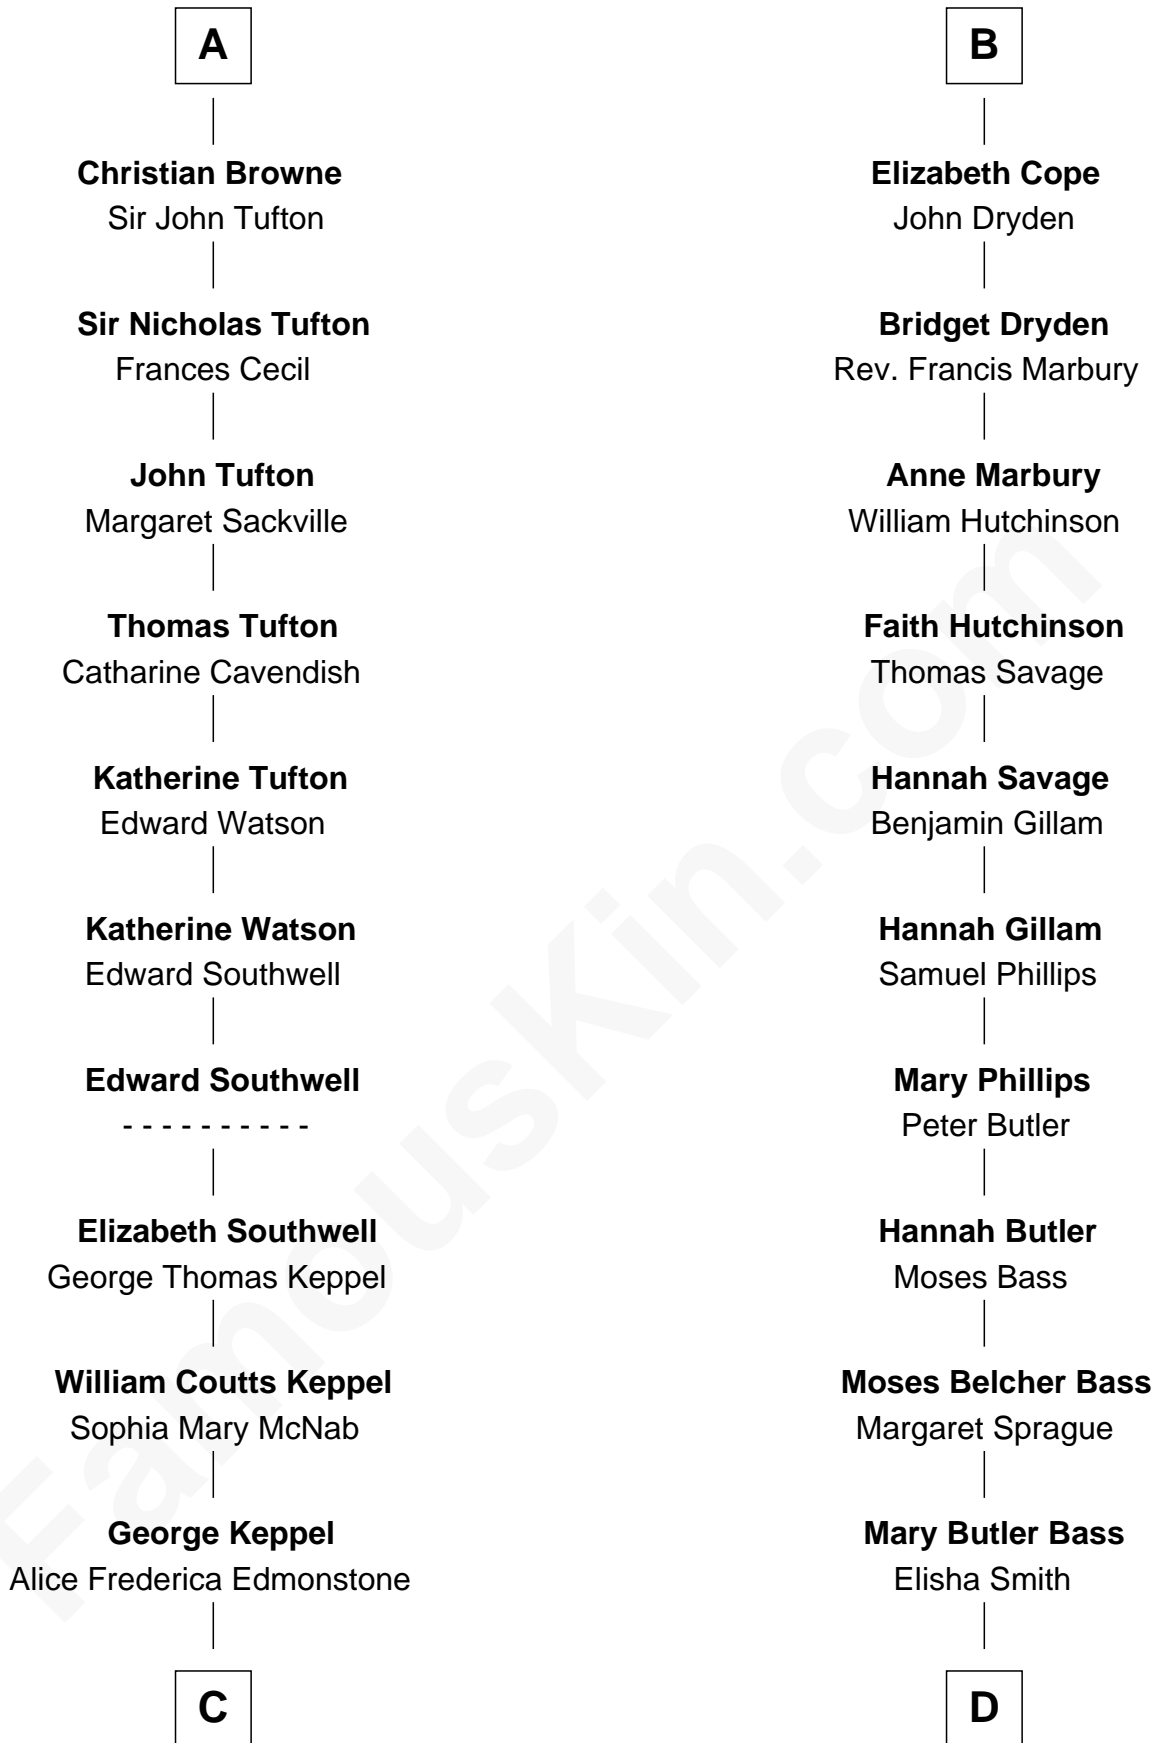 A
Christian Browne
Sir John Tufton
Sir Nicholas Tufton
Frances Cecil
John Tufton
Margaret Sackville
Thomas Tufton
Catharine Cavendish
Katherine Tufton
Edward Watson
Katherine Watson
Edward Southwell
Edward Southwell
- - - - - - - - - -
Elizabeth Southwell
George Thomas Keppel
William Coutts Keppel
Sophia Mary McNab
George Keppel
Alice Frederica Edmonstone
C
B
Elizabeth Cope
John Dryden
Bridget Dryden
Rev. Francis Marbury
Anne Marbury
William Hutchinson
Faith Hutchinson
Thomas Savage
Hannah Savage
Benjamin Gillam
Hannah Gillam
Samuel Phillips
Mary Phillips
Peter Butler
Hannah Butler
Moses Bass
Moses Belcher Bass
Margaret Sprague
Mary Butler Bass
Elisha Smith
D
FamousKin.com